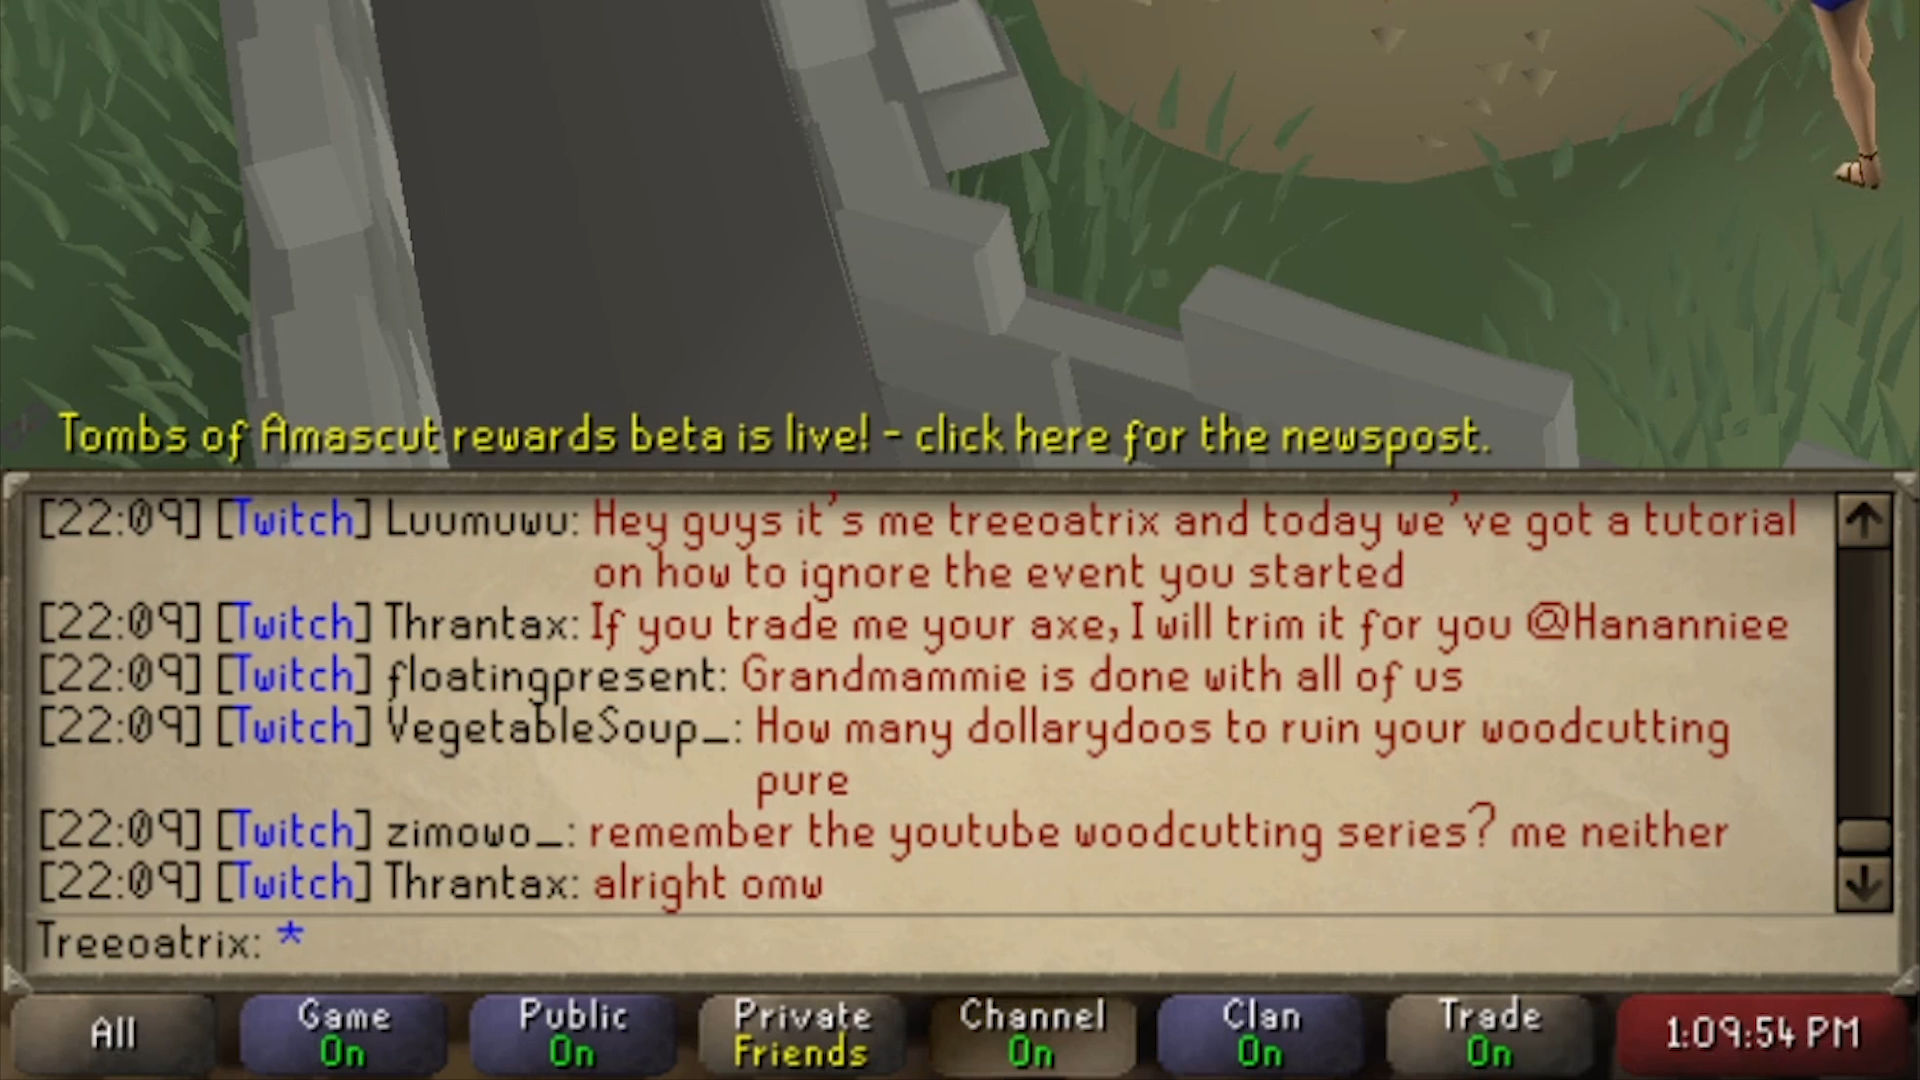 Tombs of Amascut rewards beta is live! - click here for the newspost.
[22:09] [Twitch] Luumuwu: Hey guys it's me treeoatrix and today we've got a tutorial
on how to ignore the event you started
[22:09] [Twitch] Thrantax: If you trade me your axe, I will trim it for you @Hananniee
[22:09] [Twitch] floatingpresent: Grandmammie is done with all of us
[22:09] [Twitch] VegetableSoup_: How many dollarydoos to ruin your woodcutting
pure
[22:09] [Twitch] zimowo_: remember the youtube woodcutting series? me neither
[22:09] [Twitch] Thrantax: alright omw
Treeoatrix: *
All
Game
On
Public
On
Private
Friends
Channel
On
Clan
On
Trade
On
1:09:54 PM